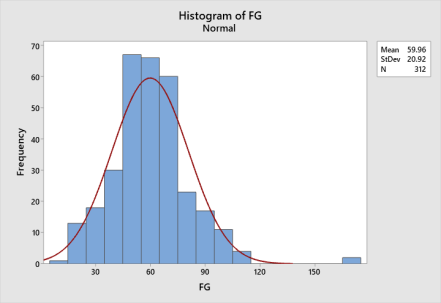 Histogram of FG
Normal
Mean 59.96
StDev 20.92
N 312
Frequency
70
60
50
40
30
20
10
0
30 60 90 120 150
FG